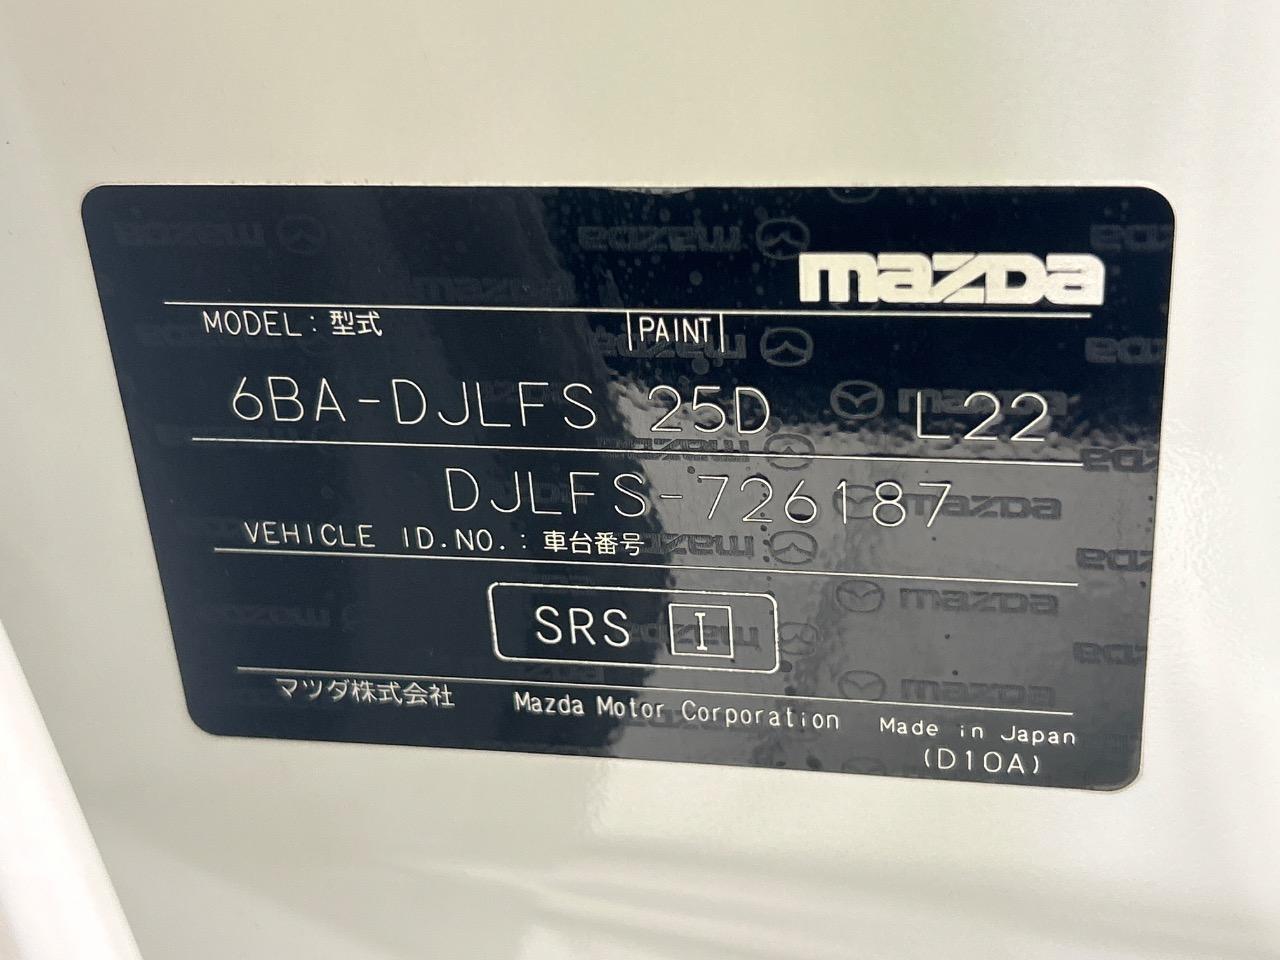 mazda
MODEL: 型式 PAINT
6BA-DJLFS 25D L22
DJLFS-726187
VEHICLE ID.NO.: 車台番号
SRS I
マツダ株式会社 Mazda Motor Corporation Made in Japan
(D10A)